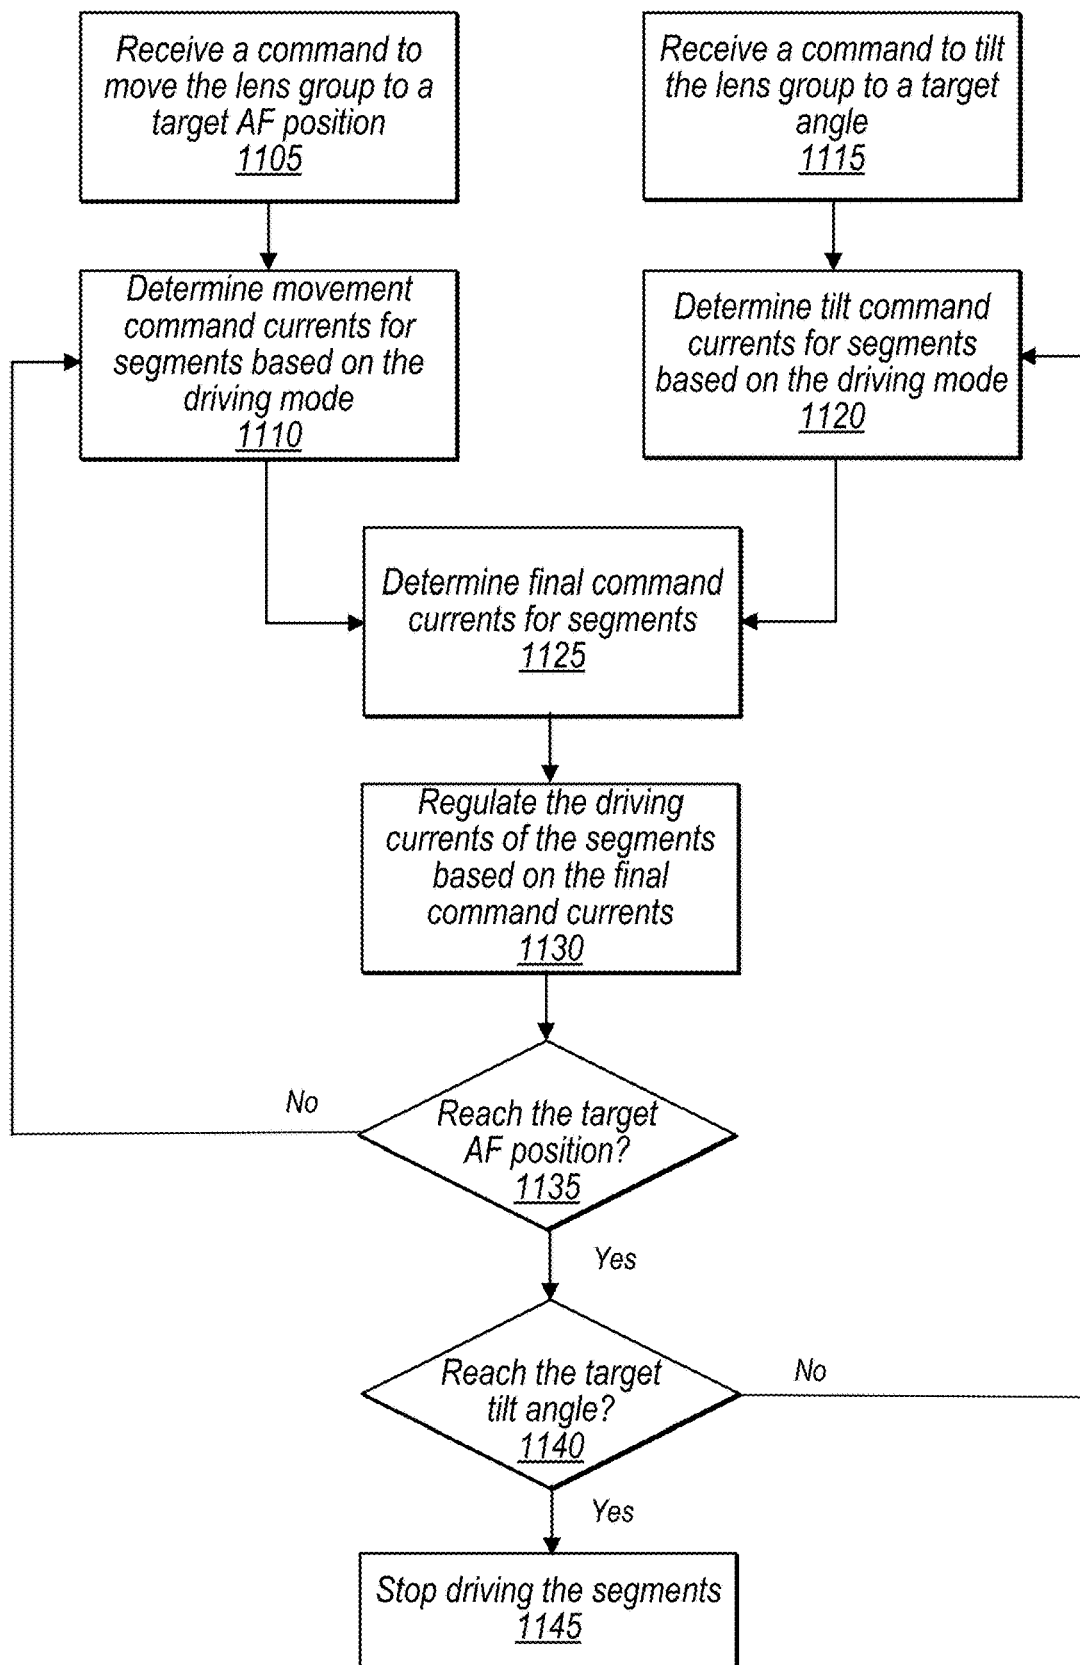 Receive a command to
move the lens group to a
target AF position
1105
Receive a command to tilt
the lens group to a target
angle
1115
Determine movement
command currents for
segments based on the
driving mode
1110
Determine tilt command
currents for segments
based on the driving mode
1120
Determine final command
currents for segments
1125
Regulate the driving
currents of the segments
based on the final
command currents
1130
No
Reach the target
AF position?
1135
Yes
Reach the target
tilt angle?
1140
No
Yes
Stop driving the segments
1145